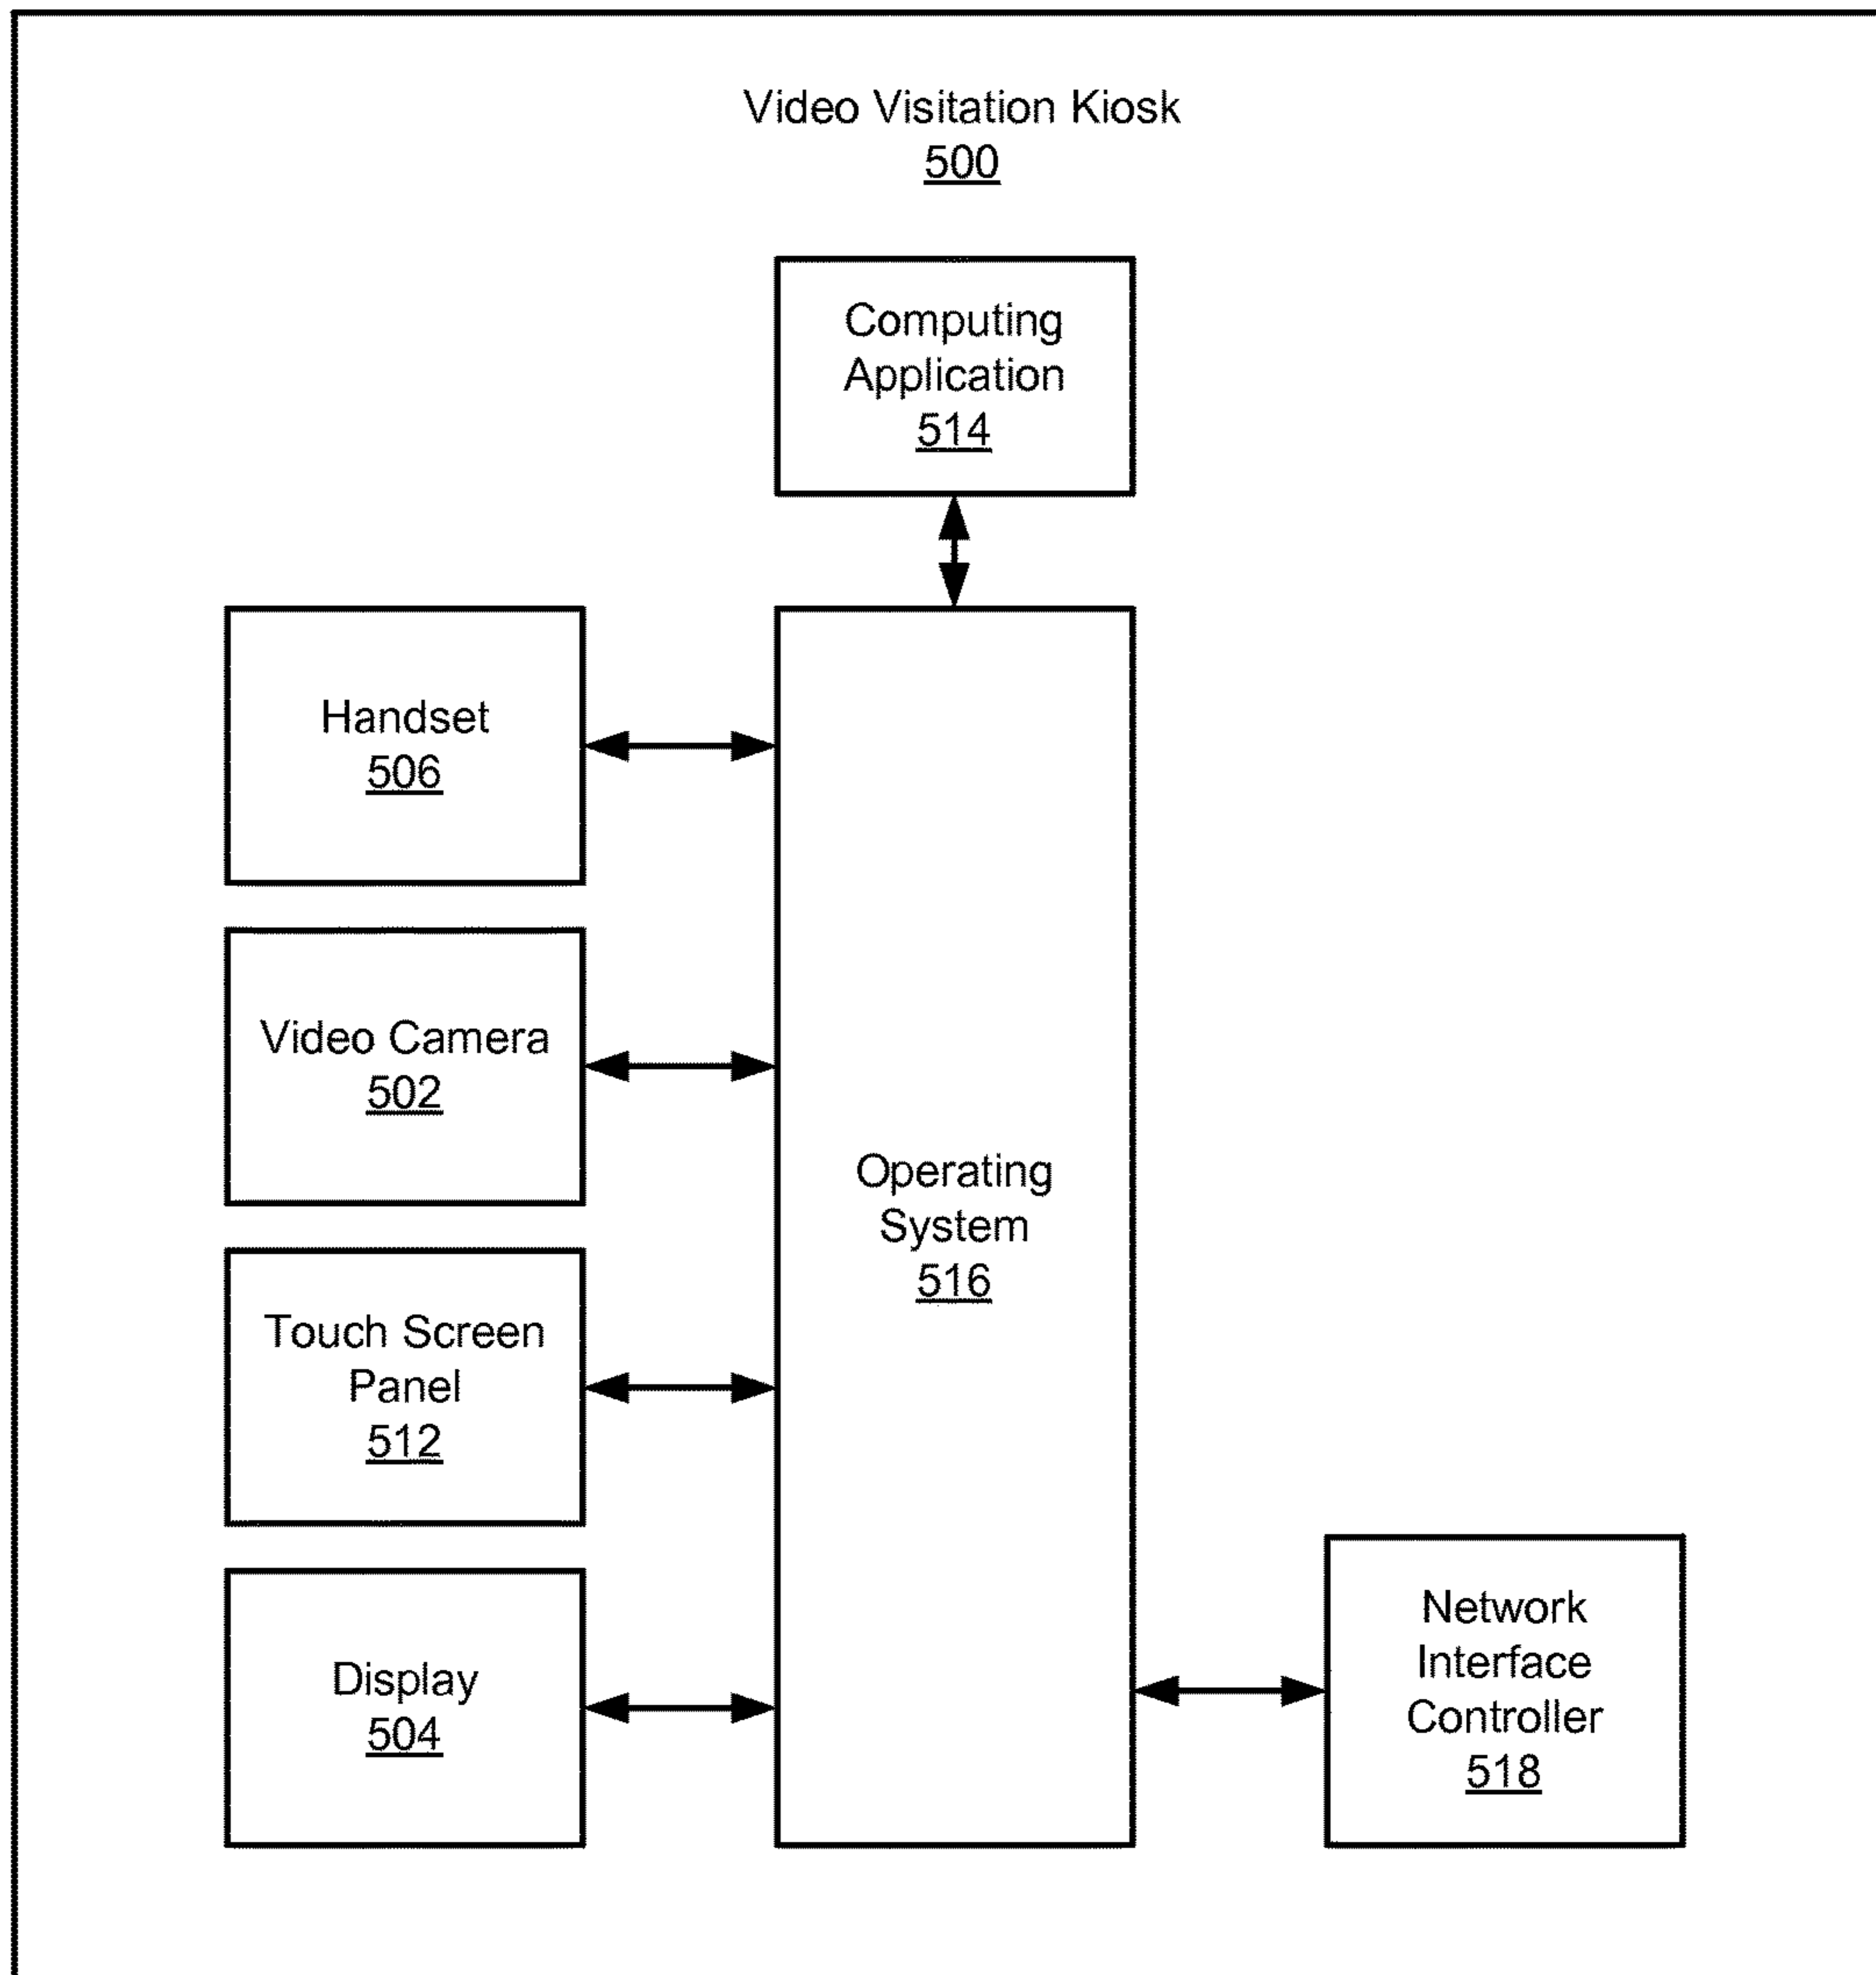 Video Visitation Kiosk
500
Computing
Application
514
Handset
506
Video Camera
502
Operating
System
516
Touch Screen
Panel
512
Display
504
Network
Interface
Controller
518